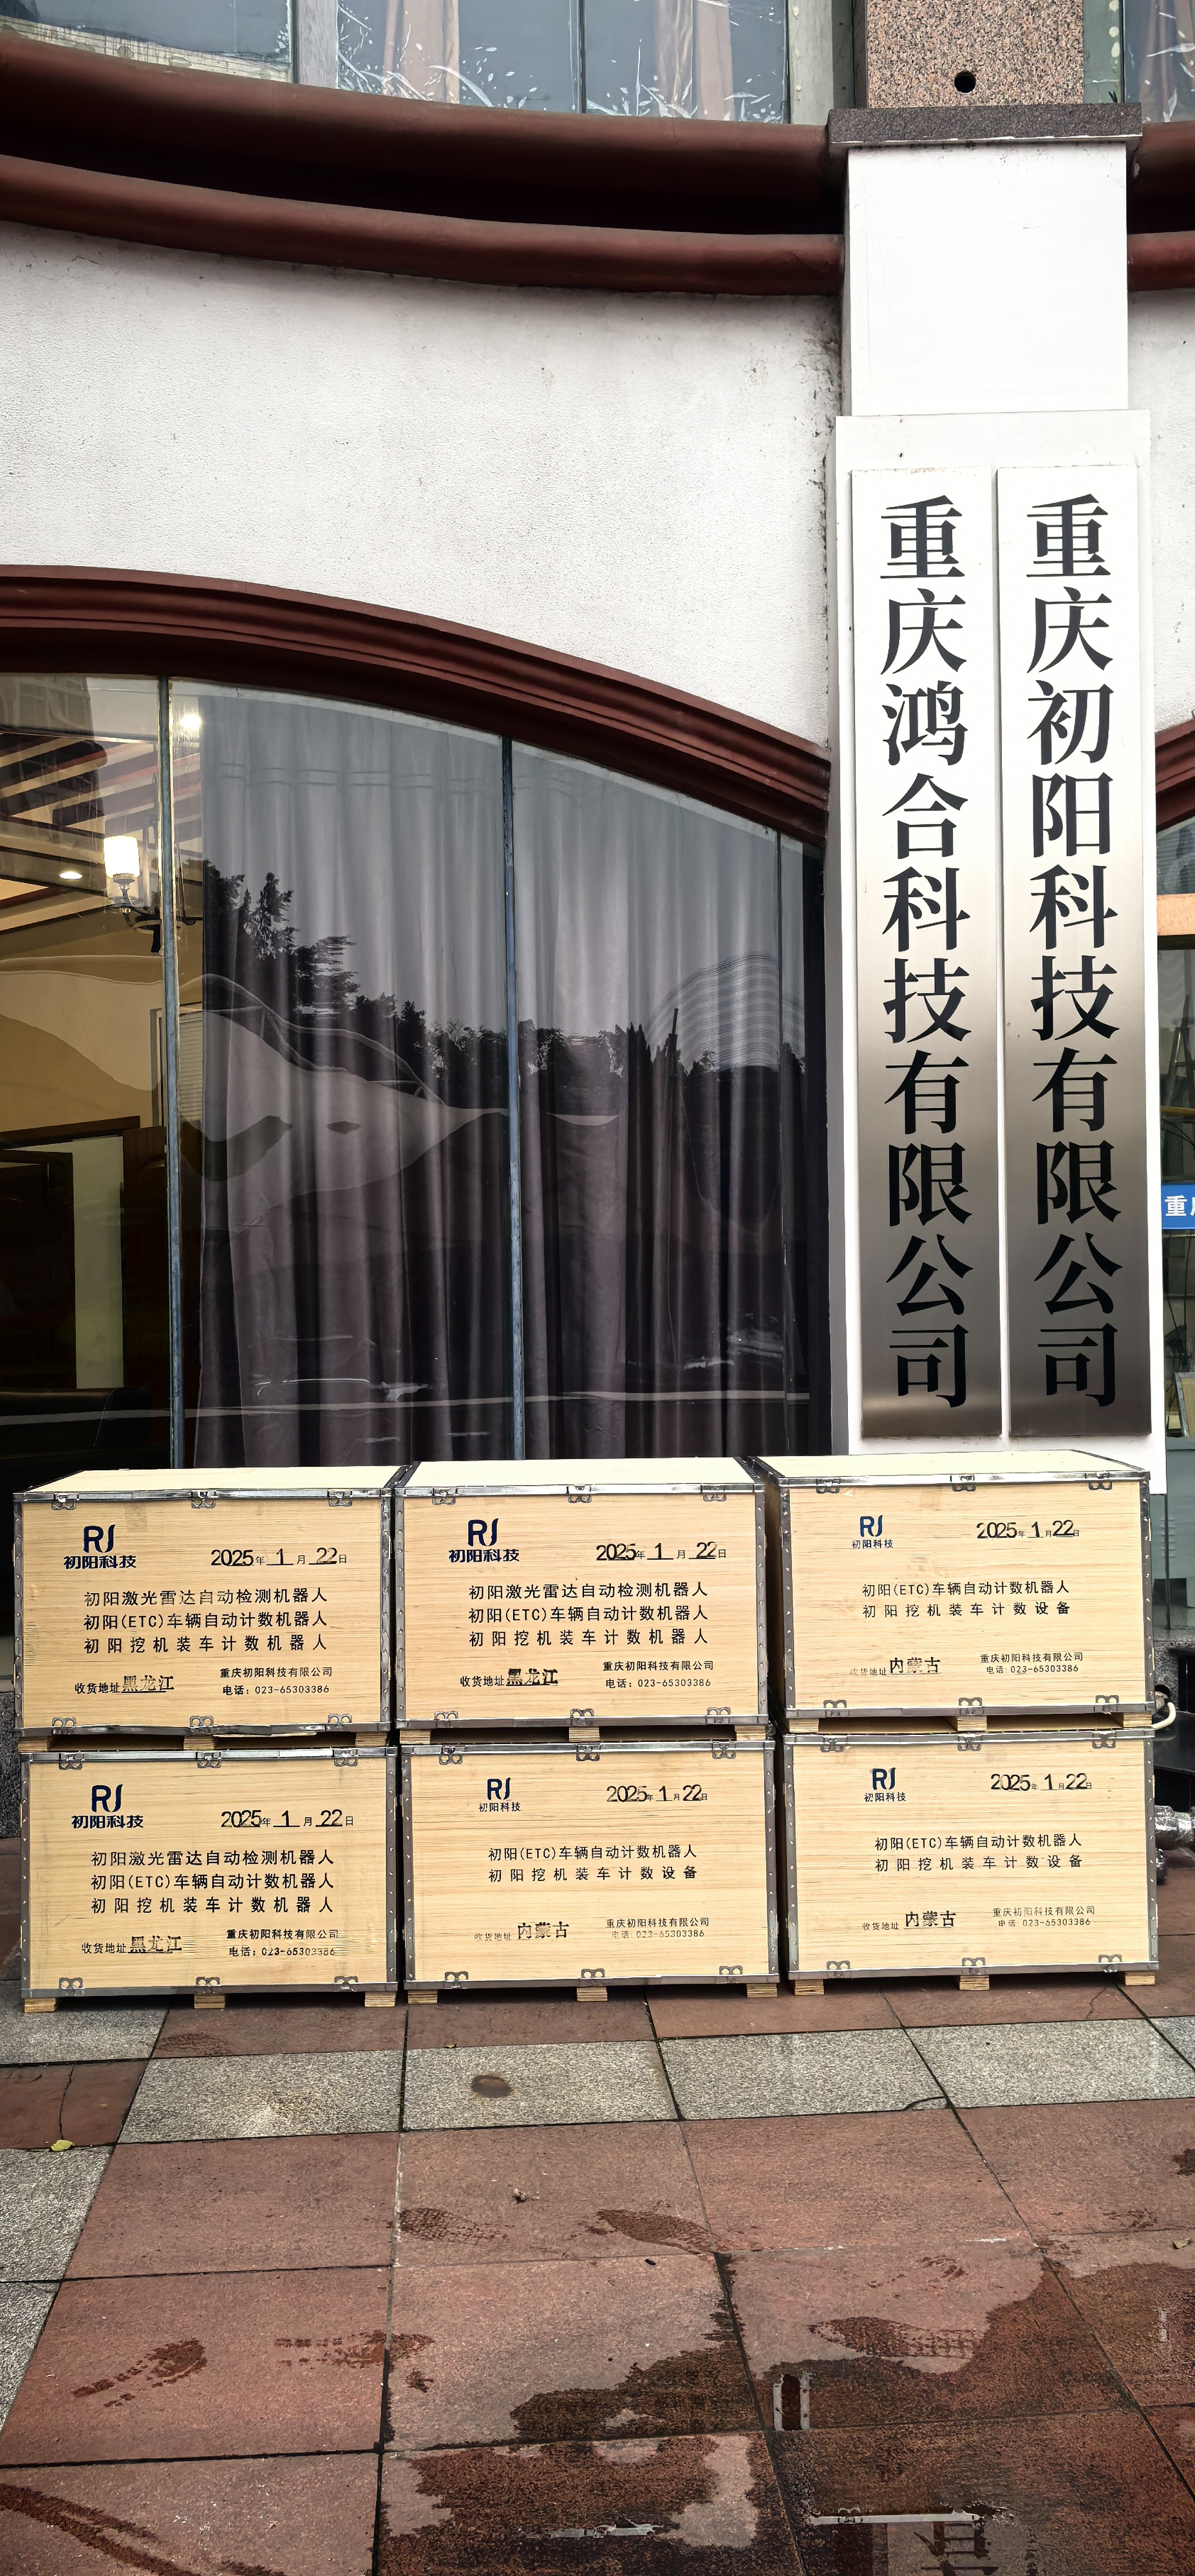 重庆鸿合科技有限公司
重庆初阳科技有限公司
重庆
RJ
初阳科技
2025年1月22日
初阳激光雷达自动检测机器人
初阳(ETC)车辆自动计数机器人
初阳挖机装车计数机器人
收货地址黑龙江
重庆初阳科技有限公司
电话：023-65303386
RJ
初阳科技
2025年1月22日
初阳激光雷达自动检测机器人
初阳(ETC)车辆自动计数机器人
初阳挖机装车计数机器人
收货地址黑龙江
重庆初阳科技有限公司
电话：023-65303386
RJ
初阳科技
2025年1月22日
初阳(ETC)车辆自动计数机器人
初阳挖机装车计数设备
收货地址内蒙古
重庆初阳科技有限公司
电话：023-65303386
RJ
初阳科技
2025年1月22日
初阳激光雷达自动检测机器人
初阳(ETC)车辆自动计数机器人
初阳挖机装车计数机器人
收货地址黑龙江
重庆初阳科技有限公司
电话：023-65303386
RJ
初阳科技
2025年1月22日
初阳(ETC)车辆自动计数机器人
初阳挖机装车计数设备
收货地址内蒙古
重庆初阳科技有限公司
电话：023-65303386
RJ
初阳科技
2025年1月22日
初阳(ETC)车辆自动计数机器人
初阳挖机装车计数设备
收货地址内蒙古
重庆初阳科技有限公司
电话：023-65303386